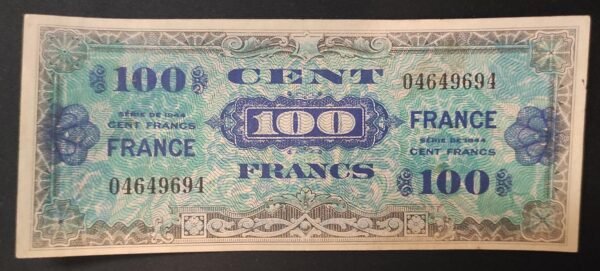 100 CENT 04649694
SÉRIE DE 1944
CENT FRANCS
FRANCE
100
FRANCE
SÉRIE DE 1944
CENT FRANCS
04649694
FRANCS
100